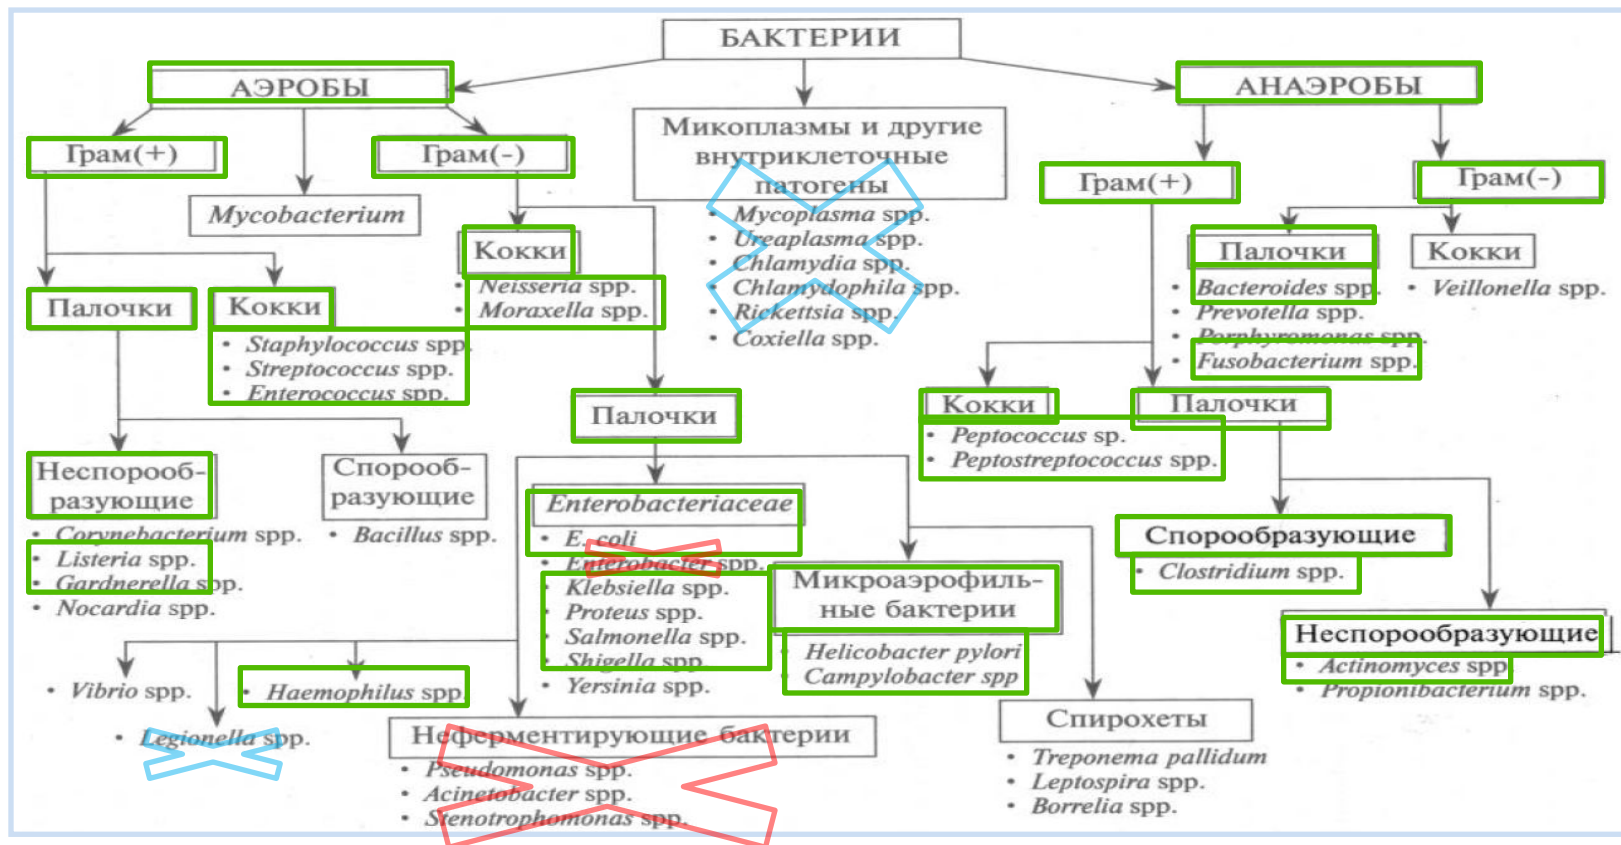 БАКТЕРИИ
АЭРОБЫ
АНАЭРОБЫ
Микоплазмы и другие
внутриклеточные
патогены
Грам(+)
Грам(-)
Грам(+)
Грам(-)
Mycobacterium
• Mycoplasma spp.
• Ureaplasma spp.
• Chlamydia spp.
• Chlamydophila spp.
• Rickettsia spp.
• Coxiella spp.
Кокки
• Neisseria spp.
• Moraxella spp.
Палочки
• Bacteroides spp.
• Prevotella spp.
• Porphyromonas spp.
• Fusobacterium spp.
Кокки
• Veillonella spp.
Палочки
Кокки
• Staphylococcus spp.
• Streptococcus spp.
• Enterococcus spp.
Палочки
Кокки
• Peptococcus sp.
• Peptostreptococcus spp.
Палочки
Неспорооб-
разующие
• Corynebacterium spp.
• Listeria spp.
• Gardnerella spp.
• Nocardia spp.
Спорооб-
разующие
• Bacillus spp.
Enterobacteriaceae
• E. coli
• Enterobacter spp.
• Klebsiella spp.
• Proteus spp.
• Salmonella spp.
• Shigella spp.
• Yersinia spp.
Микроаэрофиль-
ные бактерии
• Helicobacter pylori
• Campylobacter spp
Спорообразующие
• Clostridium spp.
Неспорообразующие
• Actinomyces spp.
• Propionibacterium spp.
• Vibrio spp.
• Haemophilus spp.
• Legionella spp.
Неферментирующие бактерии
• Pseudomonas spp.
• Acinetobacter spp.
• Stenotrophomonas spp.
Спирохеты
• Treponema pallidum
• Leptospira spp.
• Borrelia spp.